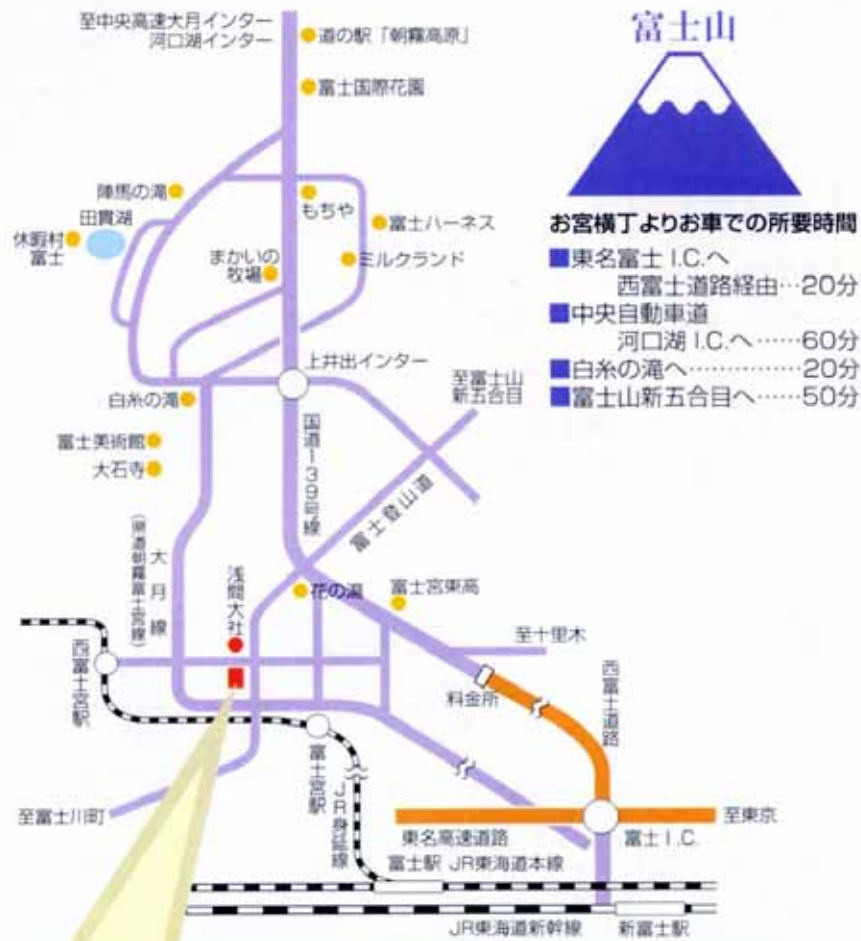 至中央高速大月インター
河口湖インター
道の駅「朝霧高原」
富士国際花園
富士山
陣馬の滝
もちや
田貫湖
富士ハーネス
休暇村
富士
まかいの
牧場
ミルクランド
お宮横丁よりお車での所要時間
■東名富士I.C.へ
西富士道路経由…20分
■中央自動車道
河口湖I.C.へ……60分
■白糸の滝へ……………20分
■富士山新五合目へ……50分
上井出インター
至富士山
新五合目
白糸の滝
富士美術館
大石寺
国道139号線
富士登山道
大月線
(県道朝霧富士宮線)
浅間大社
花の湯
富士宮東高
至十里木
西富士宮駅
料金所
西富士道路
富士宮駅
JR身延線
至富士川町
東名高速道路
富士I.C.
至東京
富士駅 JR東海道本線
JR東海道新幹線
新富士駅